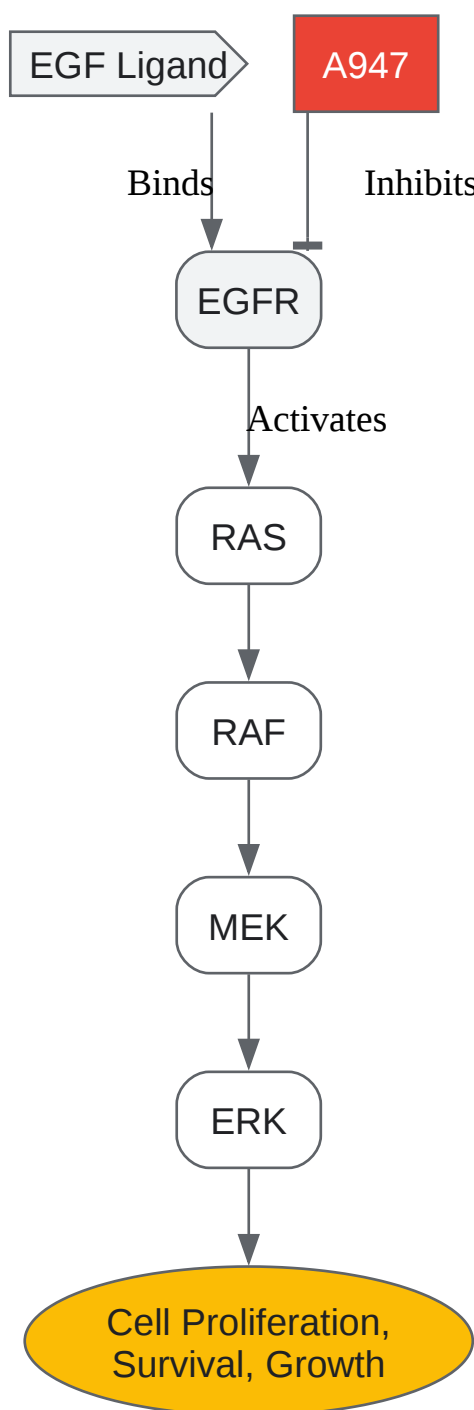 EGF Ligand
A947
Binds
Inhibits
EGFR
Activates
RAS
RAF
MEK
ERK
Cell Proliferation,
Survival, Growth